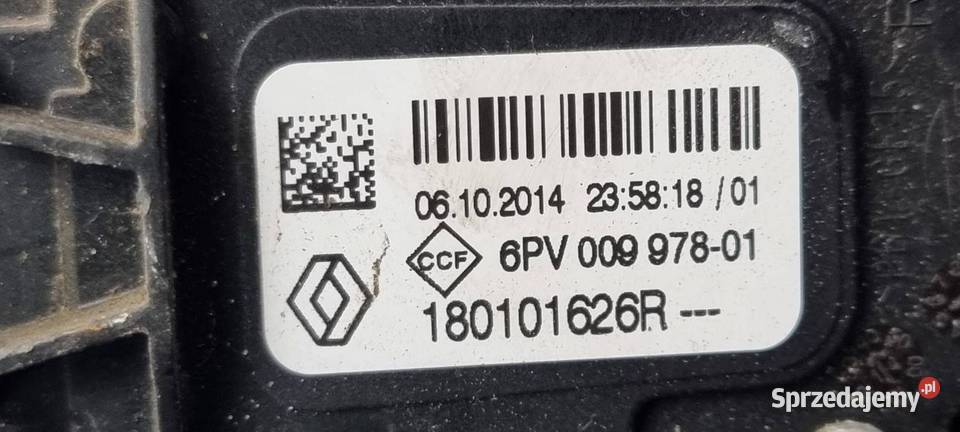 06.10.2014 23:58:18 /01
CCF 6PV 009 978-01
180101626R ---
Sprzedajemy.pl